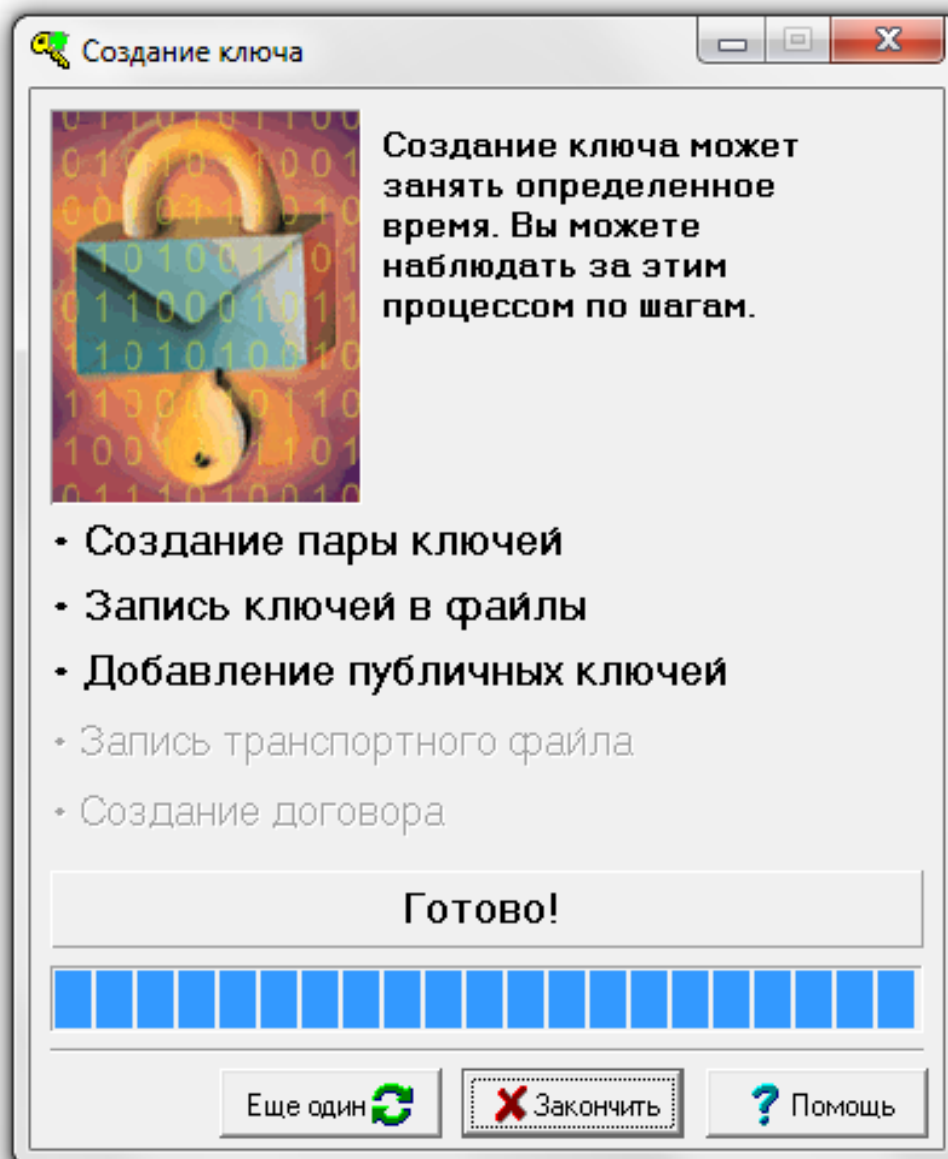 Создание ключа
Создание ключа может
занять определенное
время. Вы можете
наблюдать за этим
процессом по шагам.
• Создание пары ключей
• Запись ключей в файлы
• Добавление публичных ключей
• Запись транспортного файла
• Создание договора
Готово!
Еще один Закончить Помощь